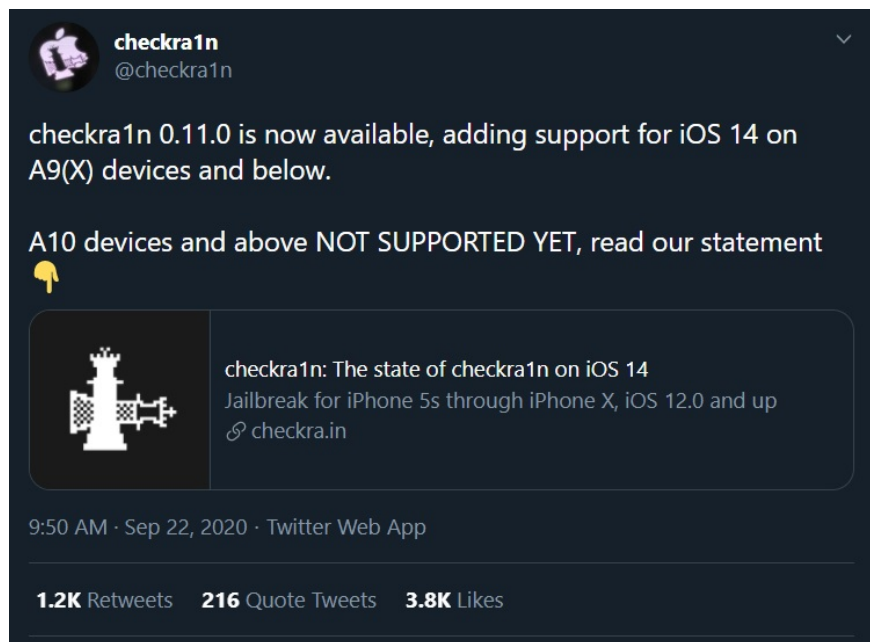 checkra1n
@checkra1n
checkra1n 0.11.0 is now available, adding support for iOS 14 on
A9(X) devices and below.
A10 devices and above NOT SUPPORTED YET, read our statement
👇
checkra1n: The state of checkra1n on iOS 14
Jailbreak for iPhone 5s through iPhone X, iOS 12.0 and up
checkra.in
9:50 AM · Sep 22, 2020 · Twitter Web App
1.2K Retweets 216 Quote Tweets 3.8K Likes